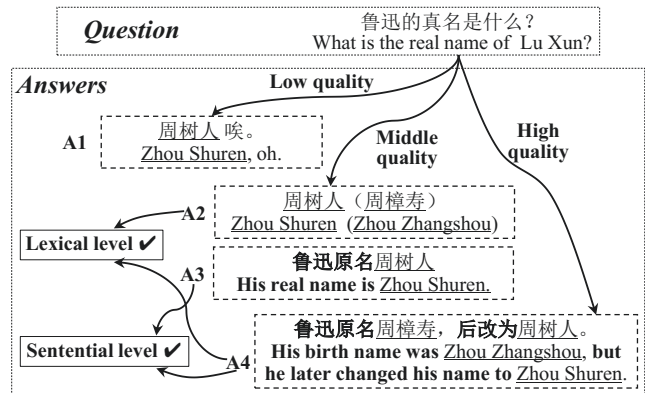 Question
鲁迅的真名是什么？
What is the real name of Lu Xun?
Answers
Low quality
A1
周树人 唉。
Zhou Shuren, oh.
Middle
quality
High
quality
A2
周树人（周樟寿）
Zhou Shuren (Zhou Zhangshou)
Lexical level ✔
A3
鲁迅原名周树人
His real name is Zhou Shuren.
Sentential level ✔
A4
鲁迅原名周樟寿，后改为周树人。
His birth name was Zhou Zhangshou, but
he later changed his name to Zhou Shuren.